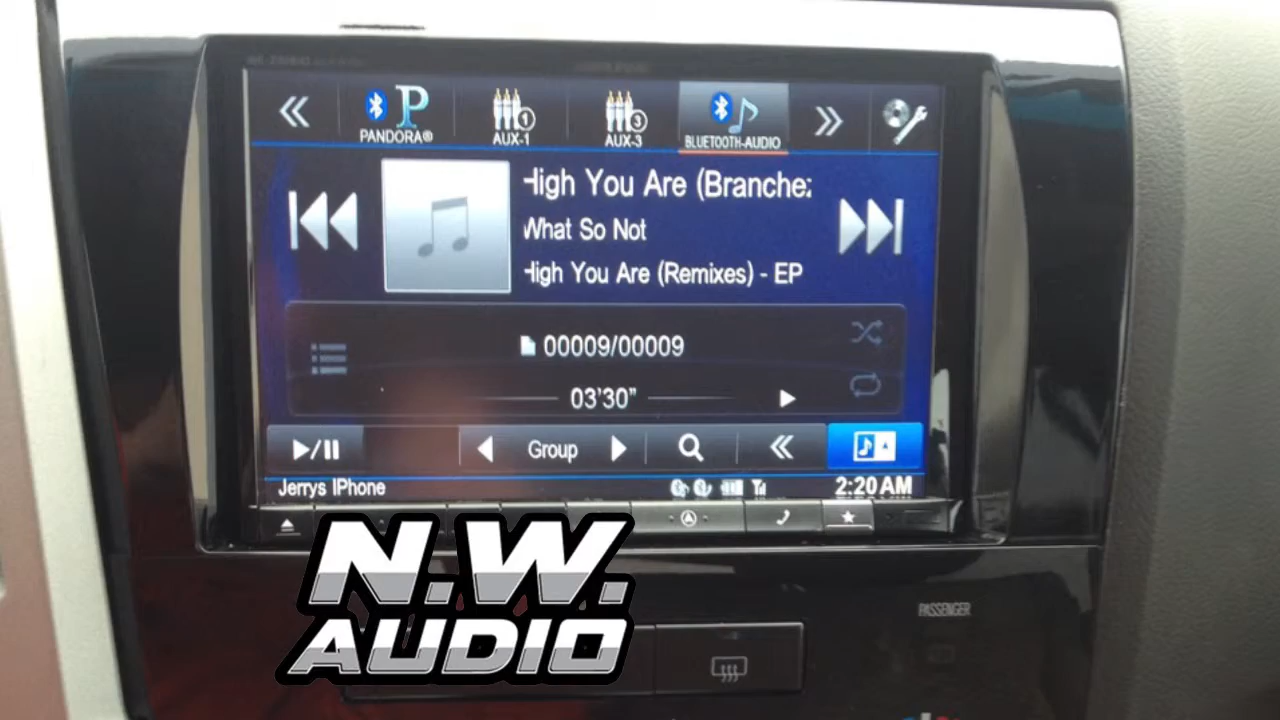 PANDORA®
AUX-1
AUX-3
BLUETOOTH-AUDIO
High You Are (Branchez
What So Not
High You Are (Remixes) - EP
00009/00009
03'30"
Group
Jerrys IPhone
2:20 AM
N.W.
AUDIO
PASSENGER